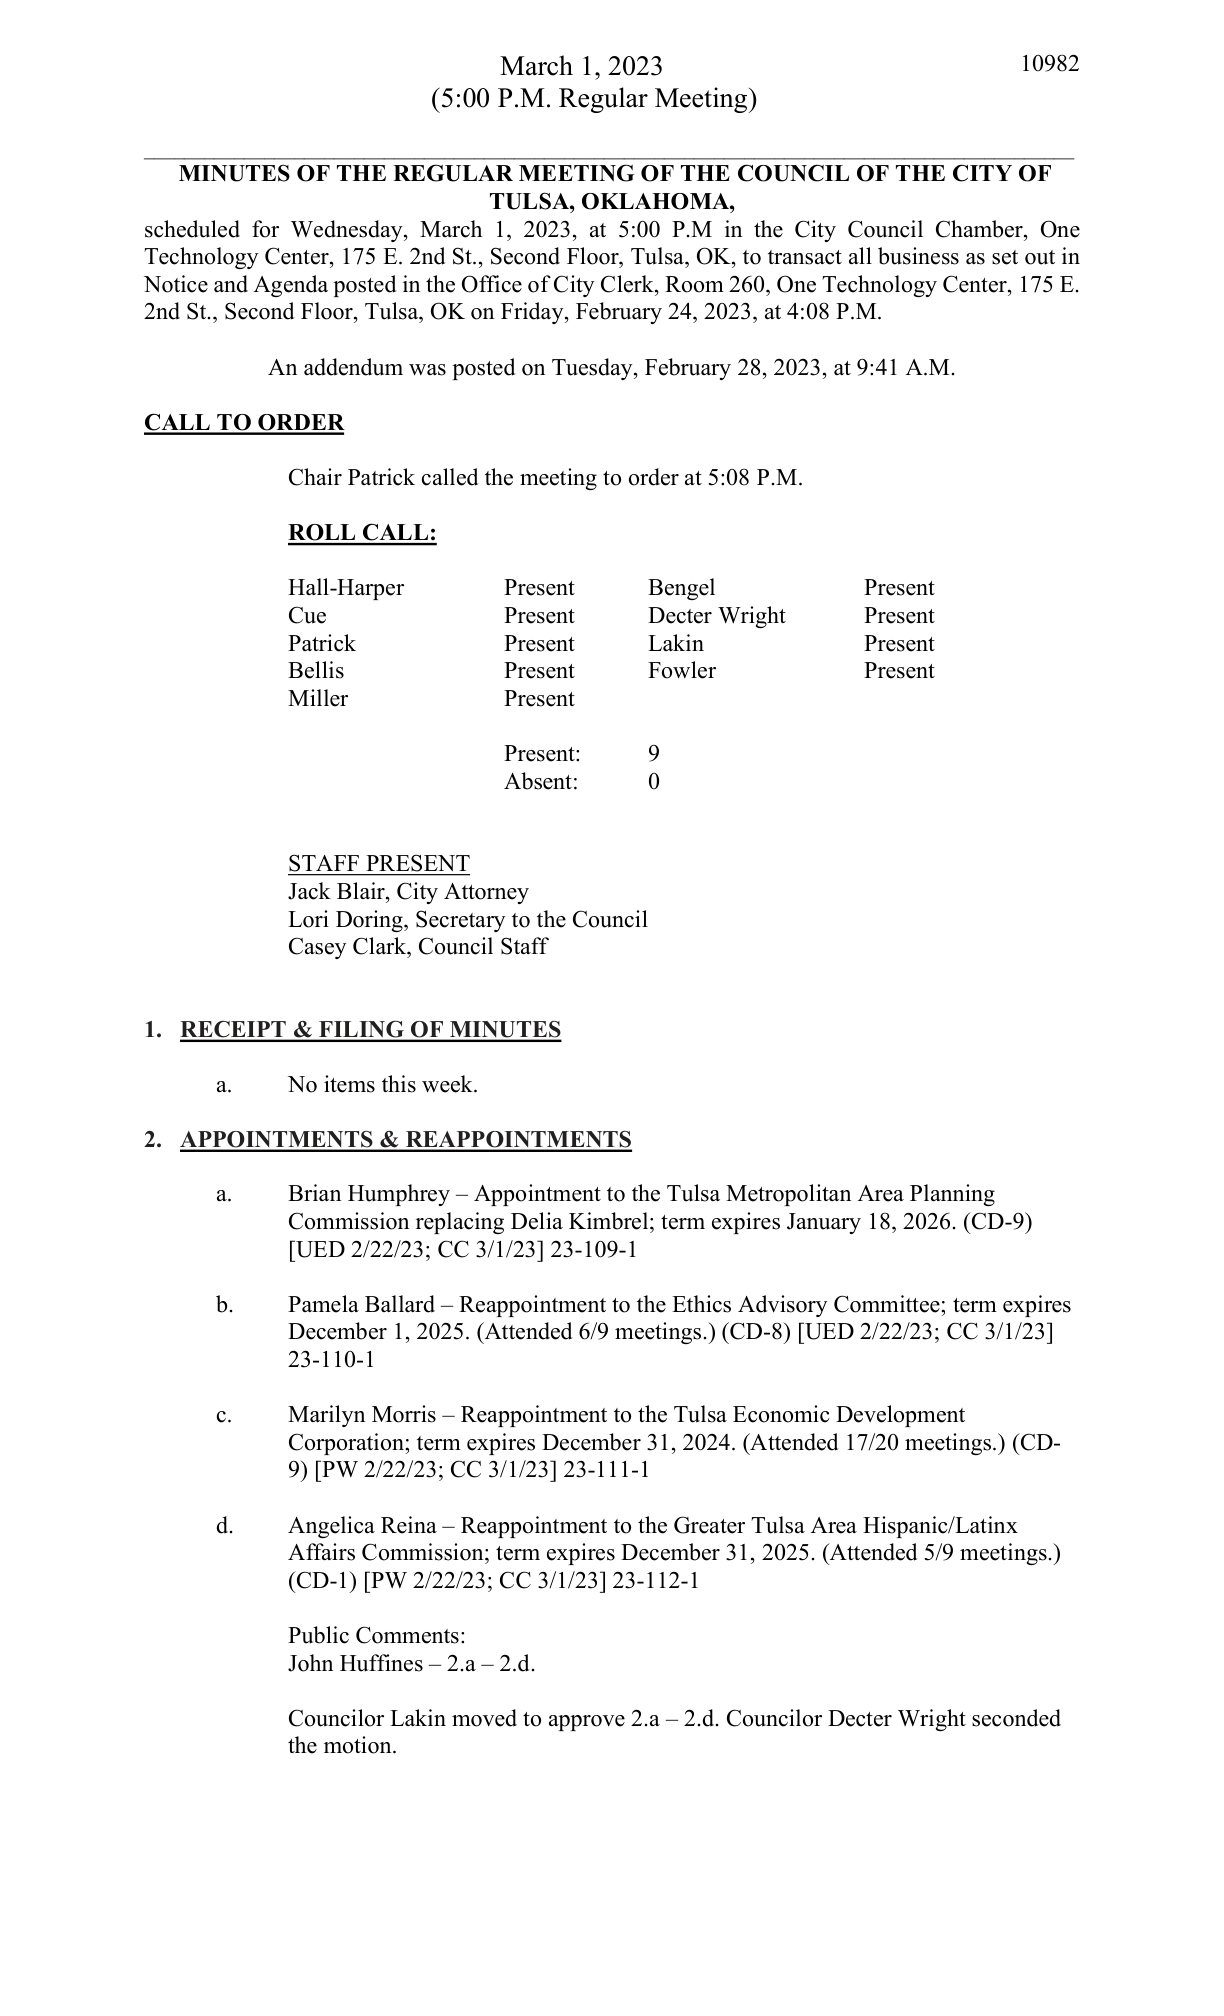 March 1, 2023
10982
(5:00 P.M. Regular Meeting)
MINUTES OF THE REGULAR MEETING OF THE COUNCIL OF THE CITY OF
TULSA, OKLAHOMA,
scheduled for Wednesday, March 1, 2023, at 5:00 P.M in the City Council Chamber, One
Technology Center, 175 E. 2nd St., Second Floor, Tulsa, OK, to transact all business as set out in
Notice and Agenda posted in the Office of City Clerk, Room 260, One Technology Center, 175 E.
2nd St., Second Floor, Tulsa, OK on Friday, February 24, 2023, at 4:08 P.M.
An addendum was posted on Tuesday, February 28, 2023, at 9:41 A.M.
CALL TO ORDER
Chair Patrick called the meeting to order at 5:08 P.M.
ROLL CALL:
Hall-Harper Present Bengel Present
Cue Present Decter Wright Present
Patrick Present Lakin Present
Bellis Present Fowler Present
Miller Present
Present: 9
Absent: 0
STAFF PRESENT
Jack Blair, City Attorney
Lori Doring, Secretary to the Council
Casey Clark, Council Staff
1. RECEIPT & FILING OF MINUTES
a. No items this week.
2. APPOINTMENTS & REAPPOINTMENTS
a. Brian Humphrey – Appointment to the Tulsa Metropolitan Area Planning
Commission replacing Delia Kimbrel; term expires January 18, 2026. (CD-9)
[UED 2/22/23; CC 3/1/23] 23-109-1
b. Pamela Ballard – Reappointment to the Ethics Advisory Committee; term expires
December 1, 2025. (Attended 6/9 meetings.) (CD-8) [UED 2/22/23; CC 3/1/23]
23-110-1
c. Marilyn Morris – Reappointment to the Tulsa Economic Development
Corporation; term expires December 31, 2024. (Attended 17/20 meetings.) (CD-
9) [PW 2/22/23; CC 3/1/23] 23-111-1
d. Angelica Reina – Reappointment to the Greater Tulsa Area Hispanic/Latinx
Affairs Commission; term expires December 31, 2025. (Attended 5/9 meetings.)
(CD-1) [PW 2/22/23; CC 3/1/23] 23-112-1
Public Comments:
John Huffines – 2.a – 2.d.
Councilor Lakin moved to approve 2.a – 2.d. Councilor Decter Wright seconded
the motion.